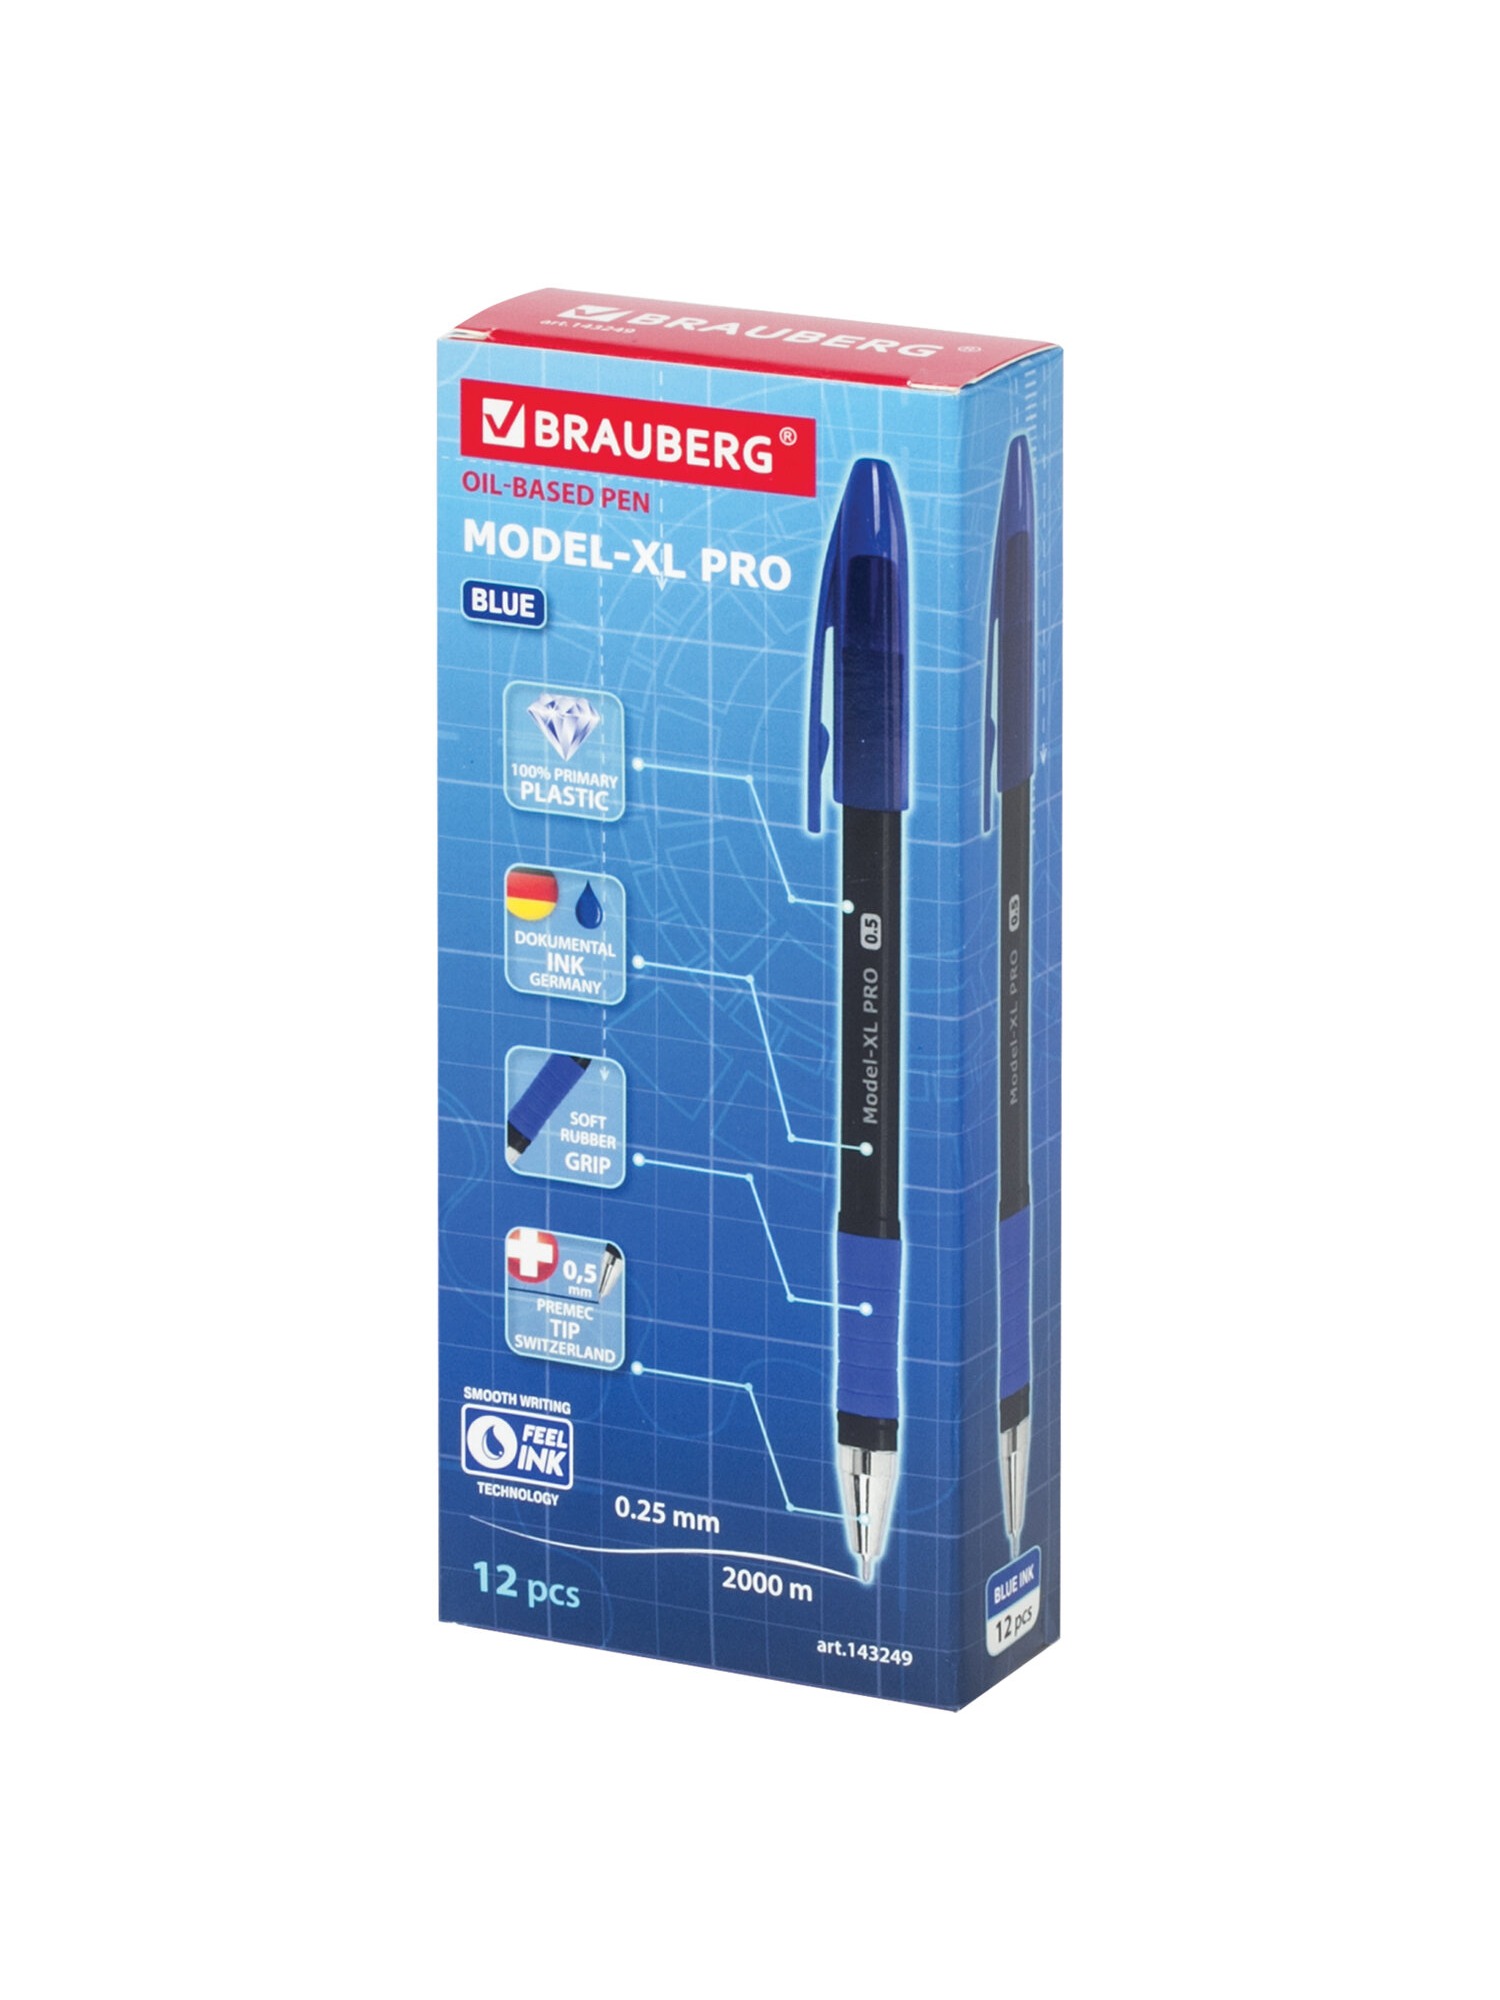 BRAUBERG ®
art.143249
BRAUBERG®
OIL-BASED PEN
MODEL-XL PRO
BLUE
100% PRIMARY
PLASTIC
DOKUMENTAL
INK
GERMANY
SOFT
RUBBER
GRIP
0,5
mm
PREMEC
TIP
SWITZERLAND
SMOOTH WRITING
FEEL
INK
TECHNOLOGY
0.25 mm
2000 m
12 pcs
art.143249
Model-XL PRO 0.5
Model-XL PRO 0.5
BLUE INK
12 pcs